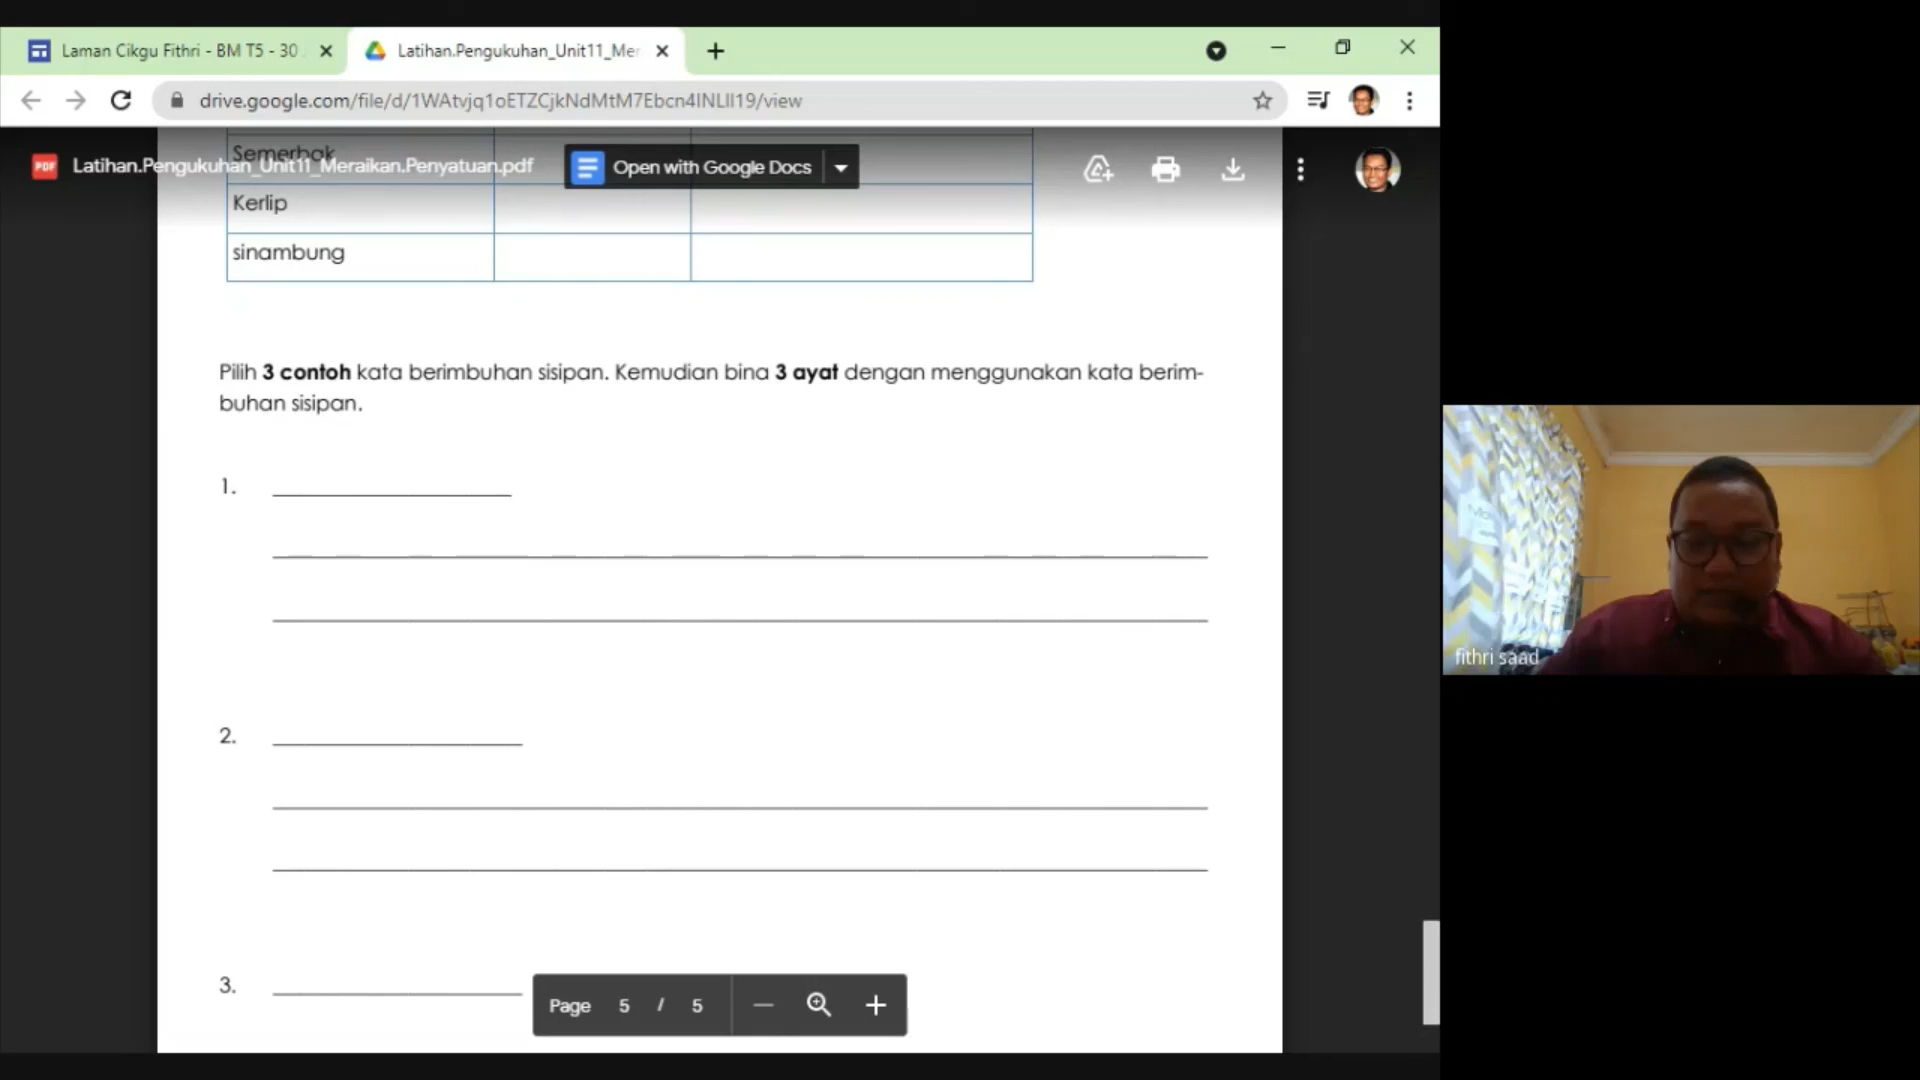 Laman Cikgu Fithri - BM T5 - 30
Latihan.Pengukuhan_Unit11_Mer
drive.google.com/file/d/1WAtvjq1oETZCjkNdMtM7Ebcn4lNLlI19/view
Semerbak
PDF Latihan.Pengukuhan_Unit11_Meraikan.Penyatuan.pdf
Open with Google Docs
Kerlip
sinambung
Pilih 3 contoh kata berimbuhan sisipan. Kemudian bina 3 ayat dengan menggunakan kata berim-
buhan sisipan.
1.
2.
3.
Page 5 / 5
fithri saad